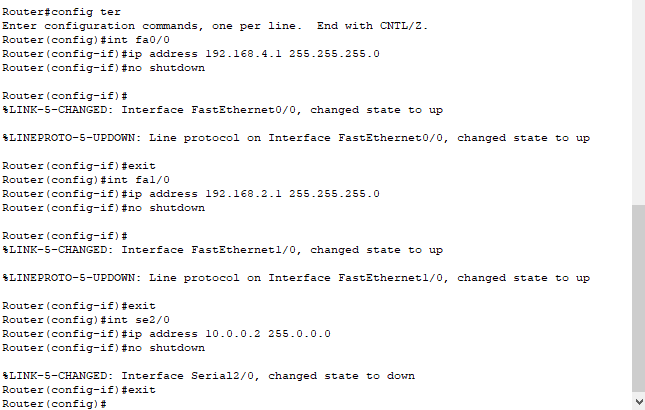 Router#config ter
Enter configuration commands, one per line.  End with CNTL/Z.
Router(config)#int fa0/0
Router(config-if)#ip address 192.168.4.1 255.255.255.0
Router(config-if)#no shutdown

Router(config-if)#
%LINK-5-CHANGED: Interface FastEthernet0/0, changed state to up

%LINEPROTO-5-UPDOWN: Line protocol on Interface FastEthernet0/0, changed state to up

Router(config-if)#exit
Router(config)#int fa1/0
Router(config-if)#ip address 192.168.2.1 255.255.255.0
Router(config-if)#no shutdown

Router(config-if)#
%LINK-5-CHANGED: Interface FastEthernet1/0, changed state to up

%LINEPROTO-5-UPDOWN: Line protocol on Interface FastEthernet1/0, changed state to up

Router(config-if)#exit
Router(config)#int se2/0
Router(config-if)#ip address 10.0.0.2 255.0.0.0
Router(config-if)#no shutdown

%LINK-5-CHANGED: Interface Serial2/0, changed state to down
Router(config-if)#exit
Router(config)#